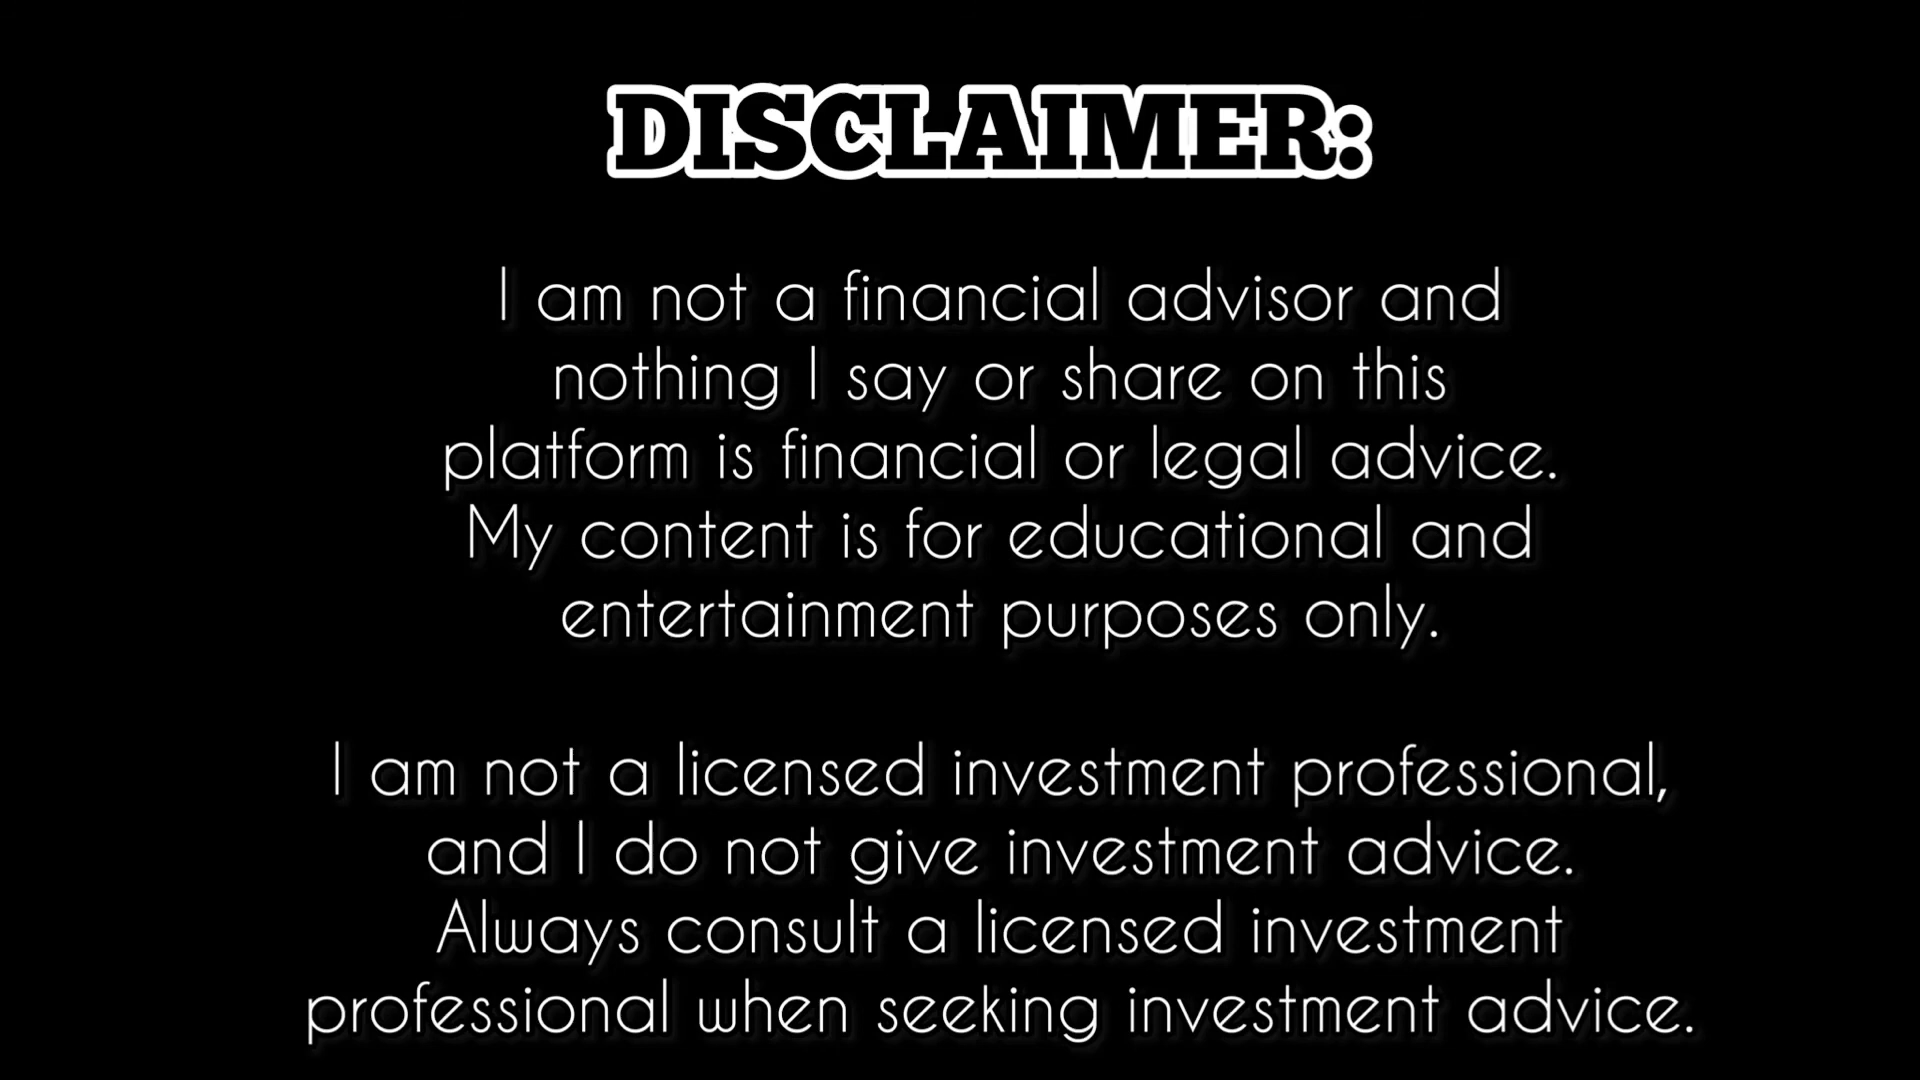 DISCLAIMER:
I am not a financial advisor and
nothing I say or share on this
platform is financial or legal advice.
My content is for educational and
entertainment purposes only.
I am not a licensed investment professional,
and I do not give investment advice.
Always consult a licensed investment
professional when seeking investment advice.